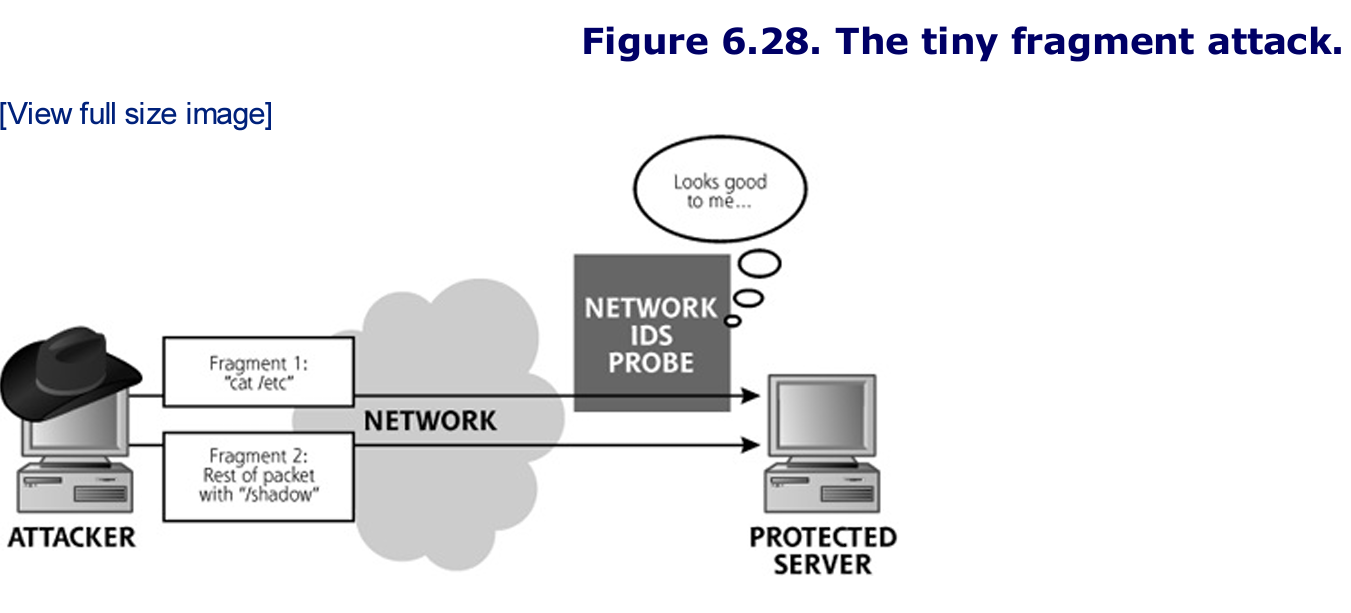 Figure 6.28. The tiny fragment attack.
[View full size image]
Looks good
to me...
NETWORK
IDS
PROBE
Fragment 1:
"cat /etc"
NETWORK
Fragment 2:
Rest of packet
with "/shadow"
ATTACKER
PROTECTED
SERVER